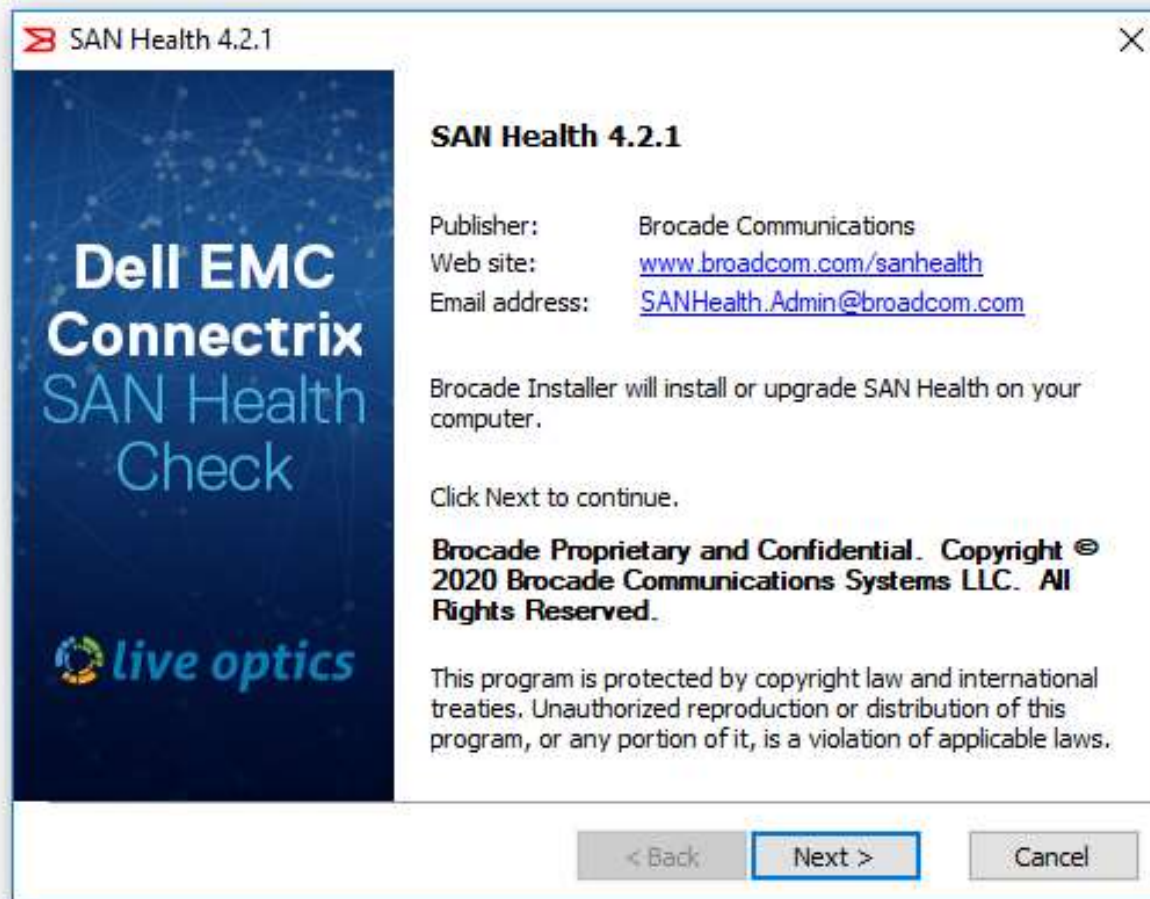 SAN Health 4.2.1
Dell EMC
Connectrix
SAN Health
Check
live optics
SAN Health 4.2.1
Publisher: Brocade Communications
Web site: www.broadcom.com/sanhealth
Email address: SANHealth.Admin@broadcom.com
Brocade Installer will install or upgrade SAN Health on your
computer.
Click Next to continue.
Brocade Proprietary and Confidential. Copyright ©
2020 Brocade Communications Systems LLC. All
Rights Reserved.
This program is protected by copyright law and international
treaties. Unauthorized reproduction or distribution of this
program, or any portion of it, is a violation of applicable laws.
< Back Next > Cancel